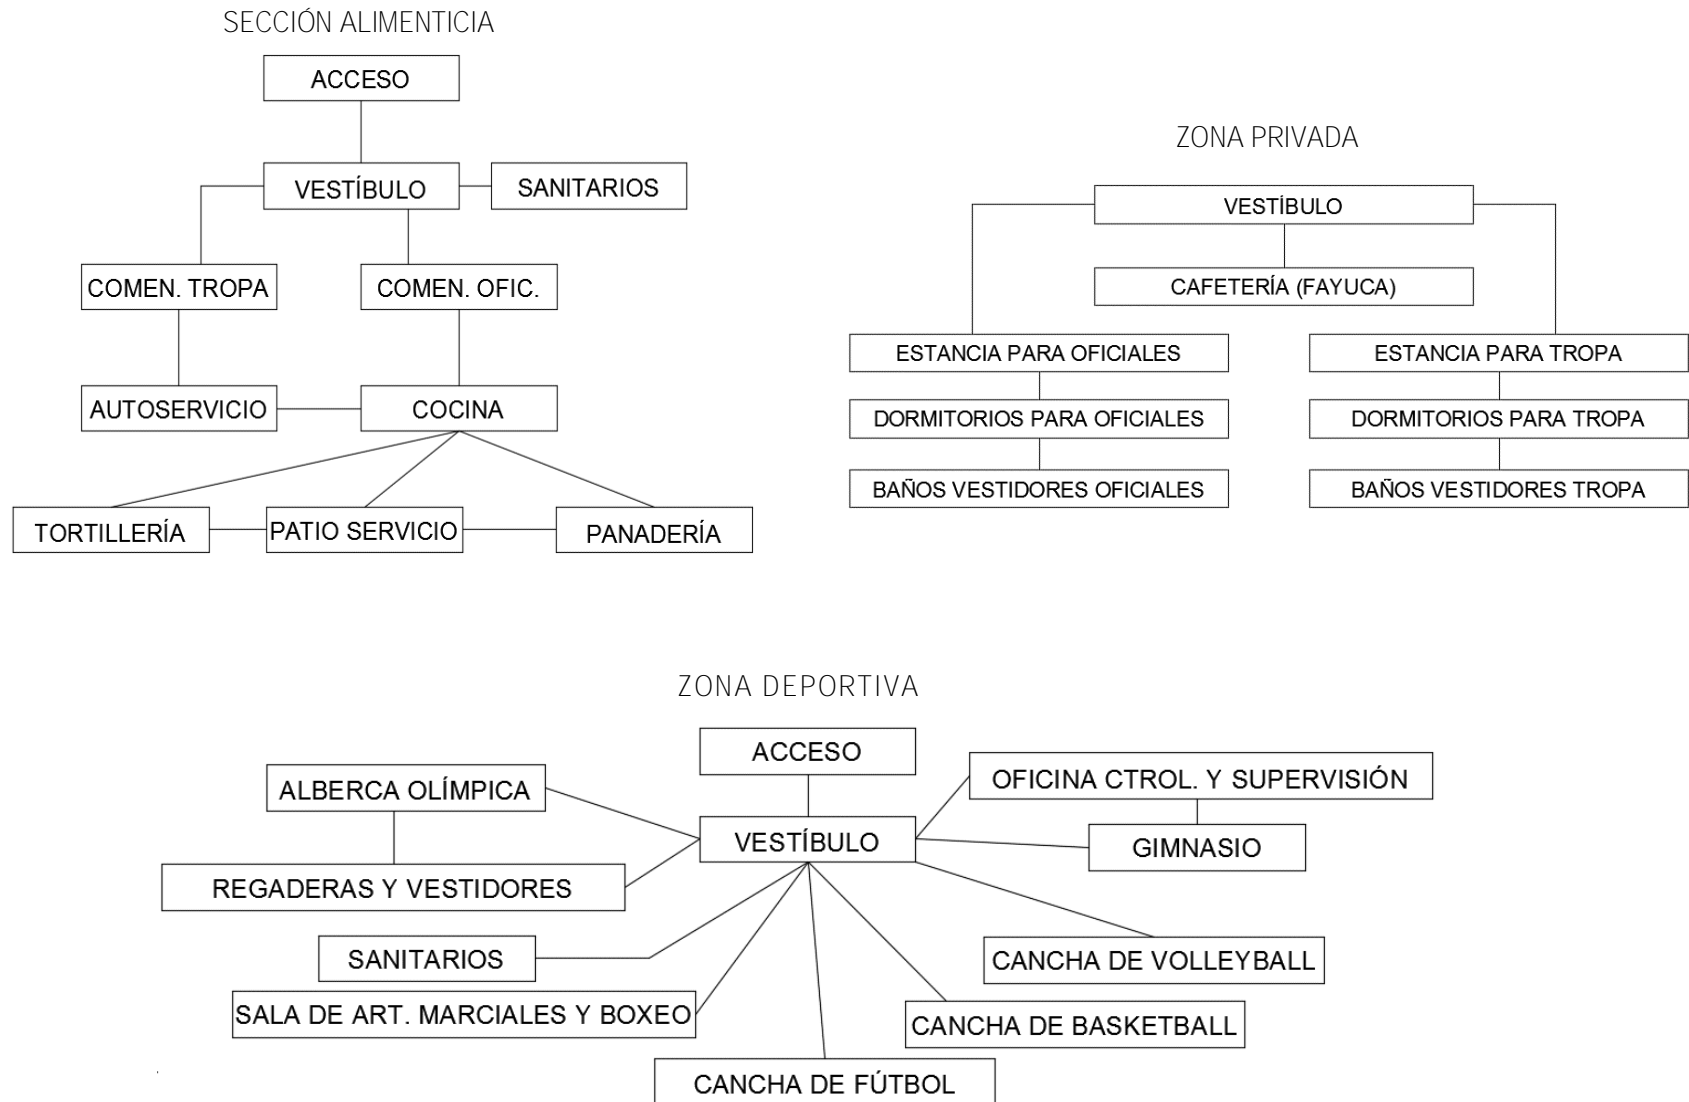 SECCIÓN ALIMENTICIA
ACCESO
VESTÍBULO
SANITARIOS
COMEN. TROPA
COMEN. OFIC.
AUTOSERVICIO
COCINA
TORTILLERÍA
PATIO SERVICIO
PANADERÍA
ZONA PRIVADA
VESTÍBULO
CAFETERÍA (FAYUCA)
ESTANCIA PARA OFICIALES
ESTANCIA PARA TROPA
DORMITORIOS PARA OFICIALES
DORMITORIOS PARA TROPA
BAÑOS VESTIDORES OFICIALES
BAÑOS VESTIDORES TROPA
ZONA DEPORTIVA
ACCESO
ALBERCA OLÍMPICA
OFICINA CTROL. Y SUPERVISIÓN
VESTÍBULO
GIMNASIO
REGADERAS Y VESTIDORES
SANITARIOS
CANCHA DE VOLLEYBALL
SALA DE ART. MARCIALES Y BOXEO
CANCHA DE BASKETBALL
CANCHA DE FÚTBOL